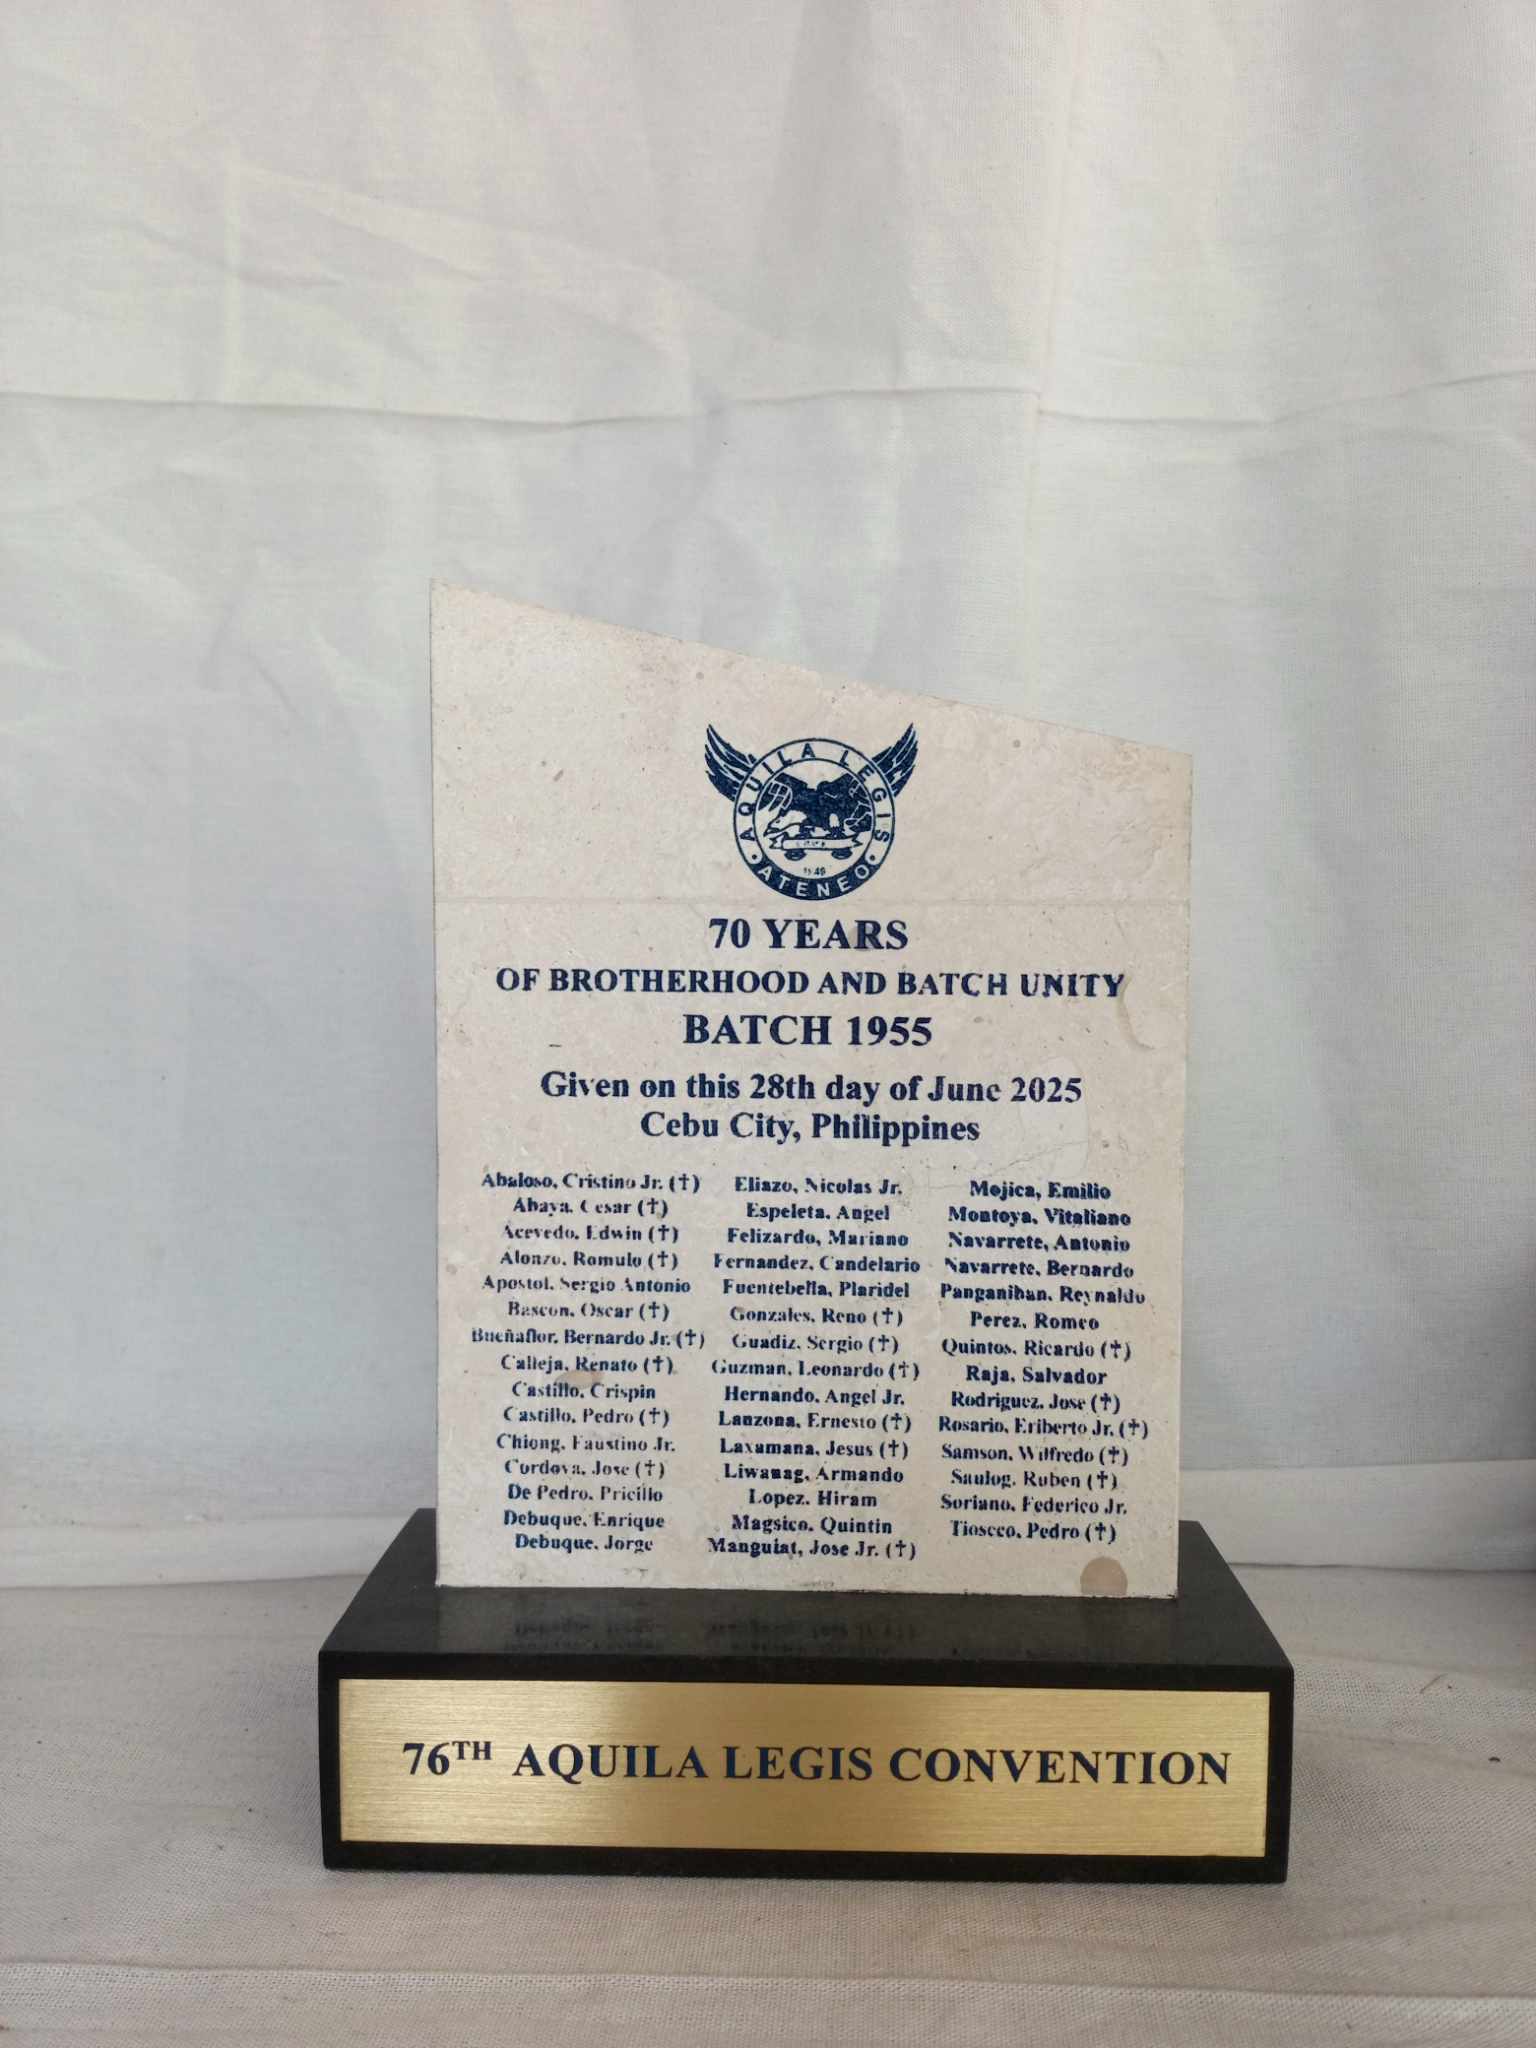 AQUILA LEGIS
ATENEO
1949
70 YEARS
OF BROTHERHOOD AND BATCH UNITY
BATCH 1955
Given on this 28th day of June 2025
Cebu City, Philippines
Abaloso, Cristino Jr. (†)
Abaya, Cesar (†)
Acevedo, Edwin (†)
Alonzo, Romulo (†)
Apostol, Sergio Antonio
Bascon, Oscar (†)
Bueñaflor, Bernardo Jr. (†)
Calleja, Renato (†)
Castillo, Crispin
Castillo, Pedro (†)
Chiong, Faustino Jr.
Cordova, Jose (†)
De Pedro, Pricillo
Debuque, Enrique
Debuque, Jorge
Eliazo, Nicolas Jr.
Espeleta, Angel
Felizardo, Mariano
Fernandez, Candelario
Fuentebella, Plaridel
Gonzales, Reno (†)
Guadiz, Sergio (†)
Guzman, Leonardo (†)
Hernando, Angel Jr.
Lanzona, Ernesto (†)
Laxamana, Jesus (†)
Liwanag, Armando
Lopez, Hiram
Magsico, Quintin
Manguiat, Jose Jr. (†)
Mojica, Emilio
Montoya, Vitaliano
Navarrete, Antonio
Navarrete, Bernardo
Panganiban, Reynaldo
Perez, Romeo
Quintos, Ricardo (†)
Raja, Salvador
Rodriguez, Jose (†)
Rosario, Eriberto Jr. (†)
Samson, Wilfredo (†)
Saulog, Ruben (†)
Soriano, Federico Jr.
Tioseco, Pedro (†)
76TH AQUILA LEGIS CONVENTION